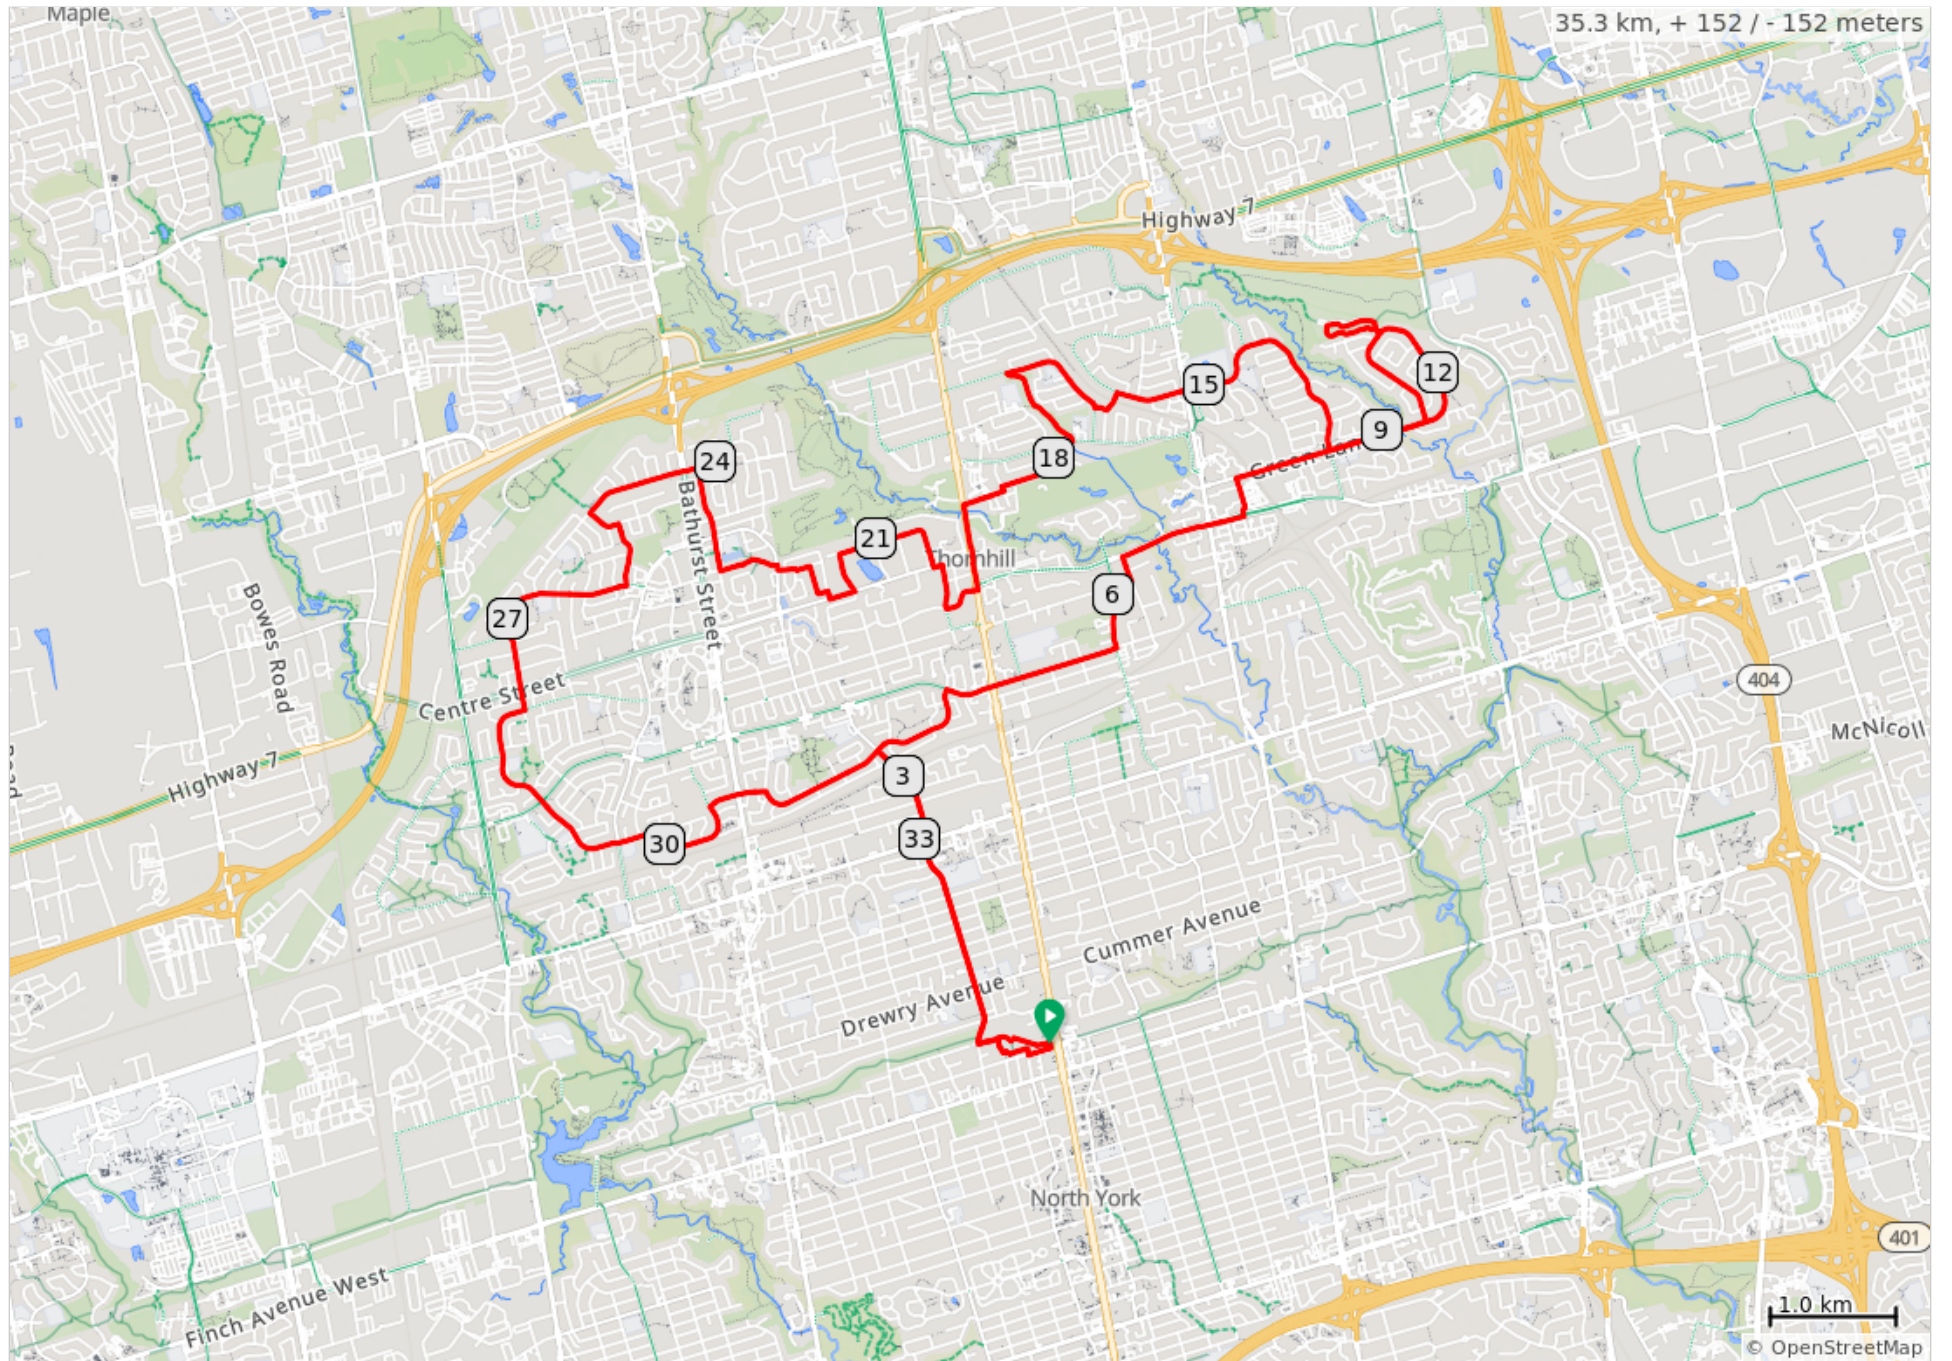 Maple
35.3 km, + 152 / - 152 meters
Highway 7
12
15
9
18
24
Green Lan
Bathurst Street
21
Thornhill
6
27
Bowes Road
Centre Street
404
McNicoll
Road
Highway 7
3
33
30
Cummer Avenue
Drewry Avenue
North York
401
Finch Avenue West
1.0 km
© OpenStreetMap